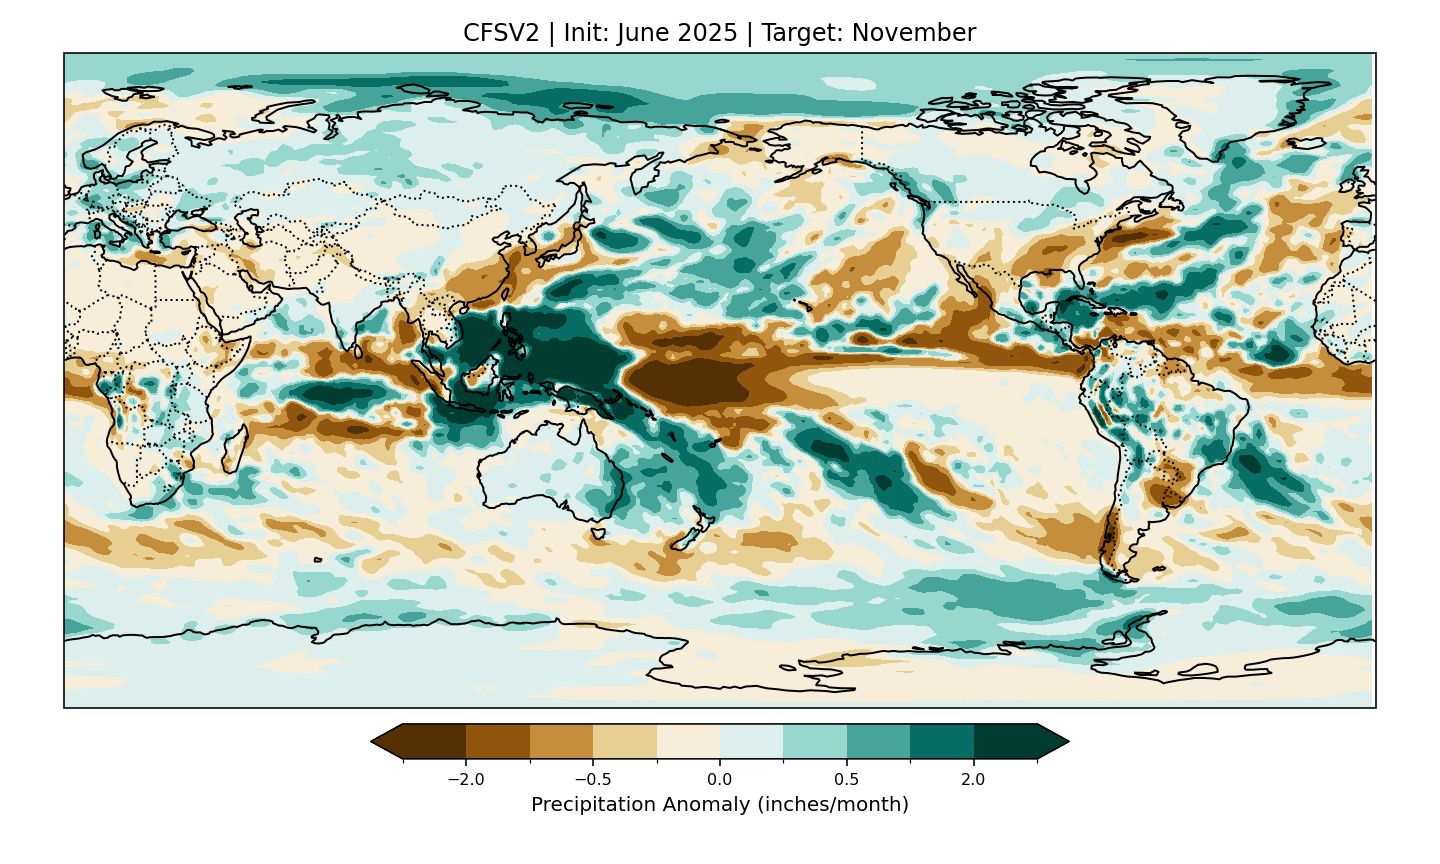 CFSV2 | Init: June 2025 | Target: November
−2.0 −0.5 0.0 0.5 2.0
Precipitation Anomaly (inches/month)